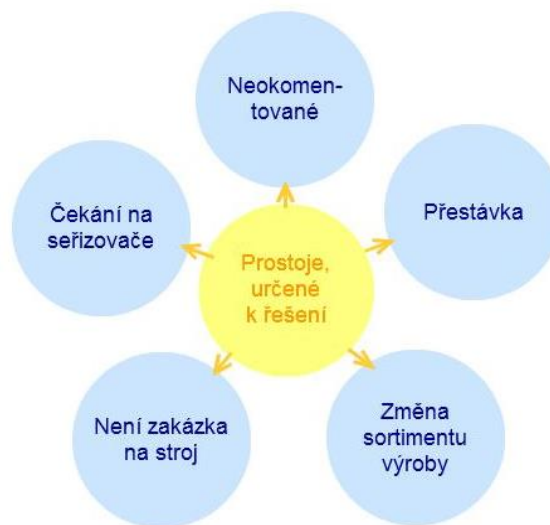 Neokomen-
tované
Přestávka
Čekání na
seřizovače
Prostoje,
určené
k řešení
Není zakázka
na stroj
Změna
sortimentu
výroby